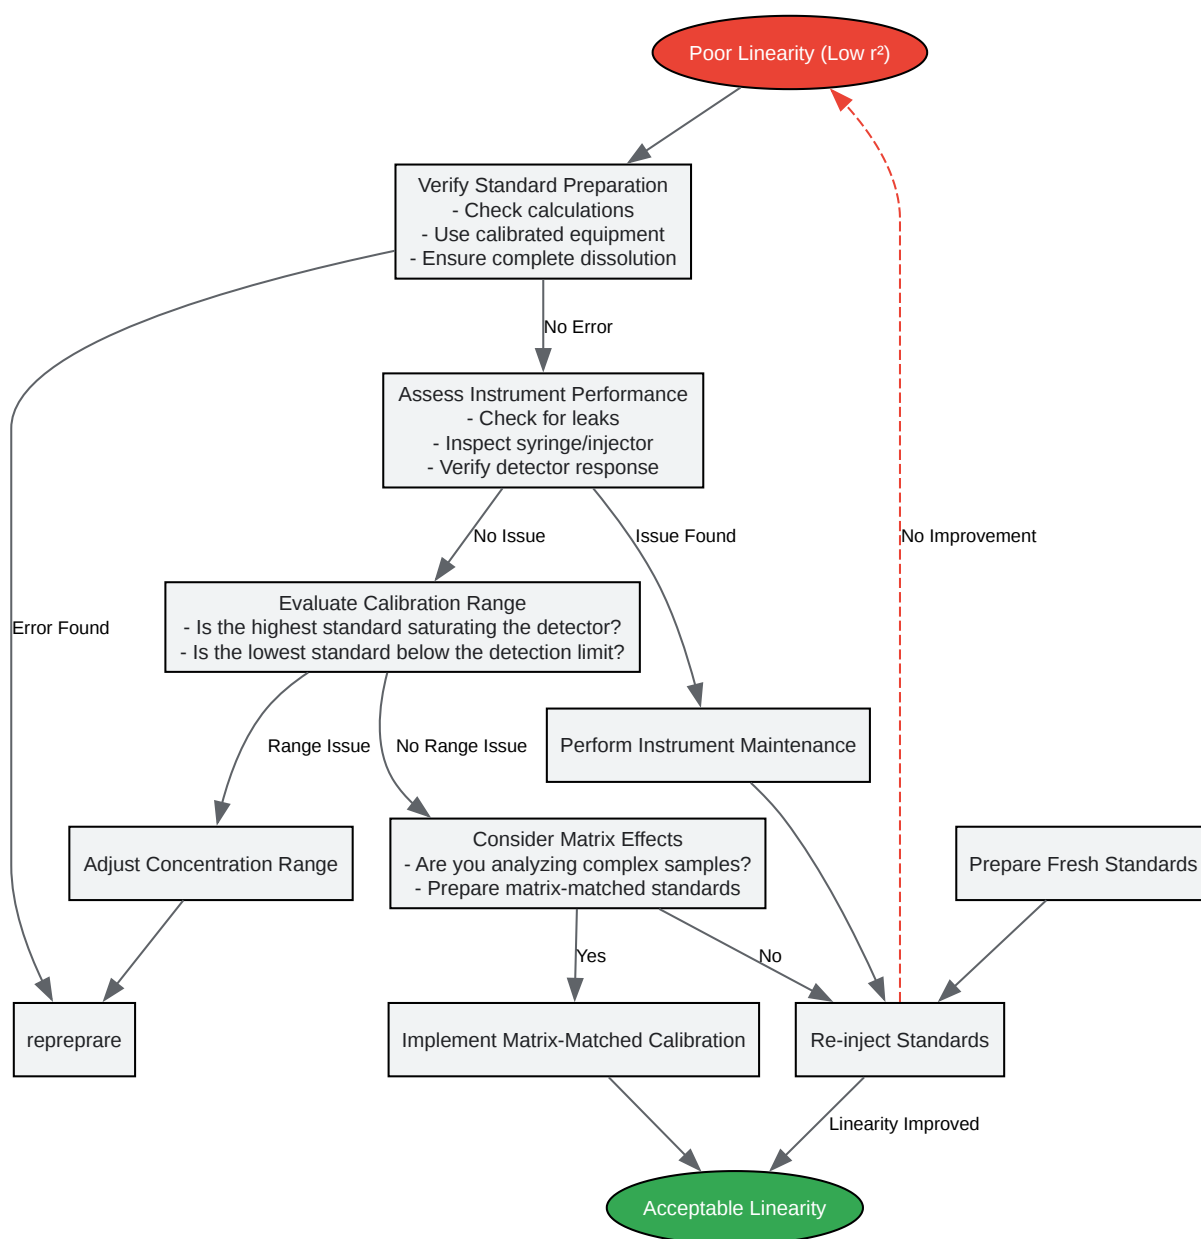 Poor Linearity (Low r²)
Verify Standard Preparation
- Check calculations
- Use calibrated equipment
- Ensure complete dissolution
No Error
Assess Instrument Performance
- Check for leaks
- Inspect syringe/injector
- Verify detector response
No Issue
Issue Found
No Improvement
Evaluate Calibration Range
- Is the highest standard saturating the detector?
- Is the lowest standard below the detection limit?
Error Found
Range Issue
No Range Issue
Perform Instrument Maintenance
Adjust Concentration Range
Consider Matrix Effects
- Are you analyzing complex samples?
- Prepare matrix-matched standards
Prepare Fresh Standards
Yes
No
repreprare
Implement Matrix-Matched Calibration
Re-inject Standards
Linearity Improved
Acceptable Linearity